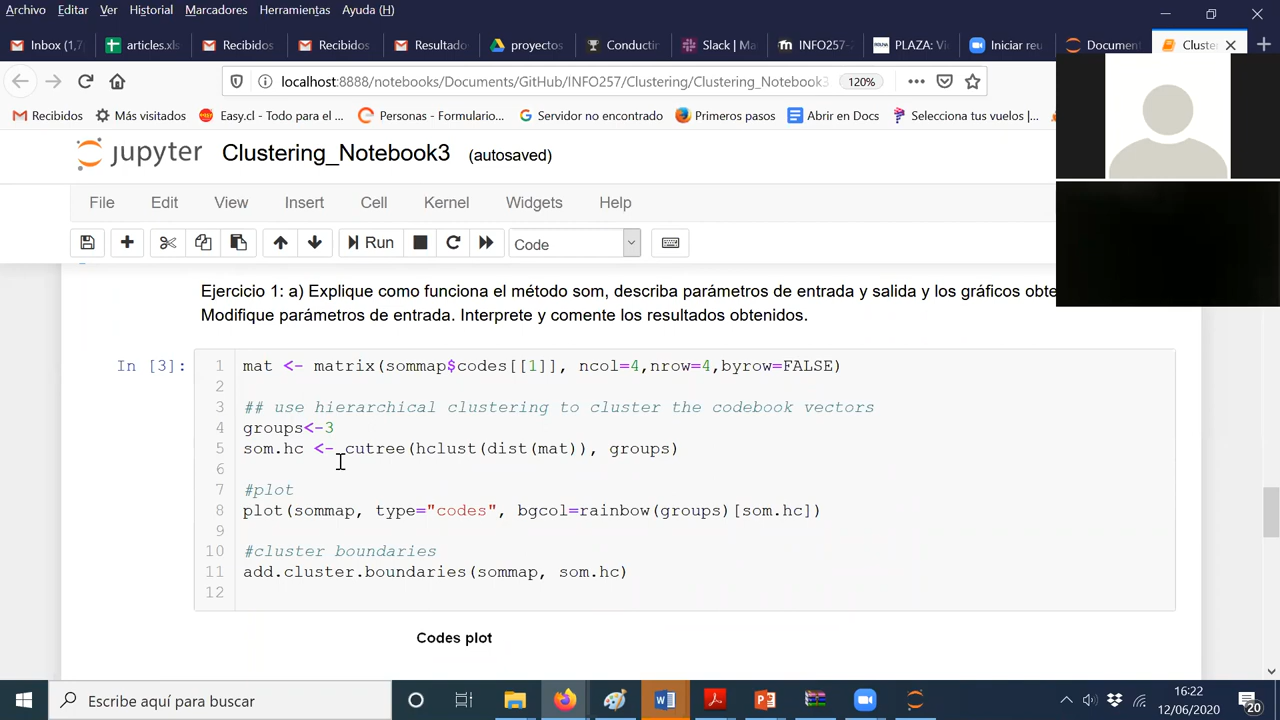 Archivo Editar Ver Historial Marcadores Herramientas Ayuda (H)
Inbox (1,7 articles.xls Recibidos Recibidos Resultado proyectos Conductir Slack | Ma INFO257- PLAZA: Vi Iniciar reu Document Cluste
localhost:8888/notebooks/Documents/GitHub/INFO257/Clustering/Clustering_Notebook3 120%
Recibidos Más visitados Easy.cl - Todo para el ... Personas - Formulario... Servidor no encontrado Primeros pasos Abrir en Docs Selecciona tus vuelos |...
jupyter Clustering_Notebook3 (autosaved)
File Edit View Insert Cell Kernel Widgets Help
Run Code
Ejercicio 1: a) Explique como funciona el método som, describa parámetros de entrada y salida y los gráficos obte
Modifique parámetros de entrada. Interprete y comente los resultados obtenidos.
In [3]: 1 mat <- matrix(sommap$codes[[1]], ncol=4,nrow=4,byrow=FALSE)
2
3 ## use hierarchical clustering to cluster the codebook vectors
4 groups<-3
5 som.hc <- cutree(hclust(dist(mat)), groups)
6
7 #plot
8 plot(sommap, type="codes", bgcol=rainbow(groups)[som.hc])
9
10 #cluster boundaries
11 add.cluster.boundaries(sommap, som.hc)
12
Codes plot
Escribe aquí para buscar
16:22
12/06/2020
20